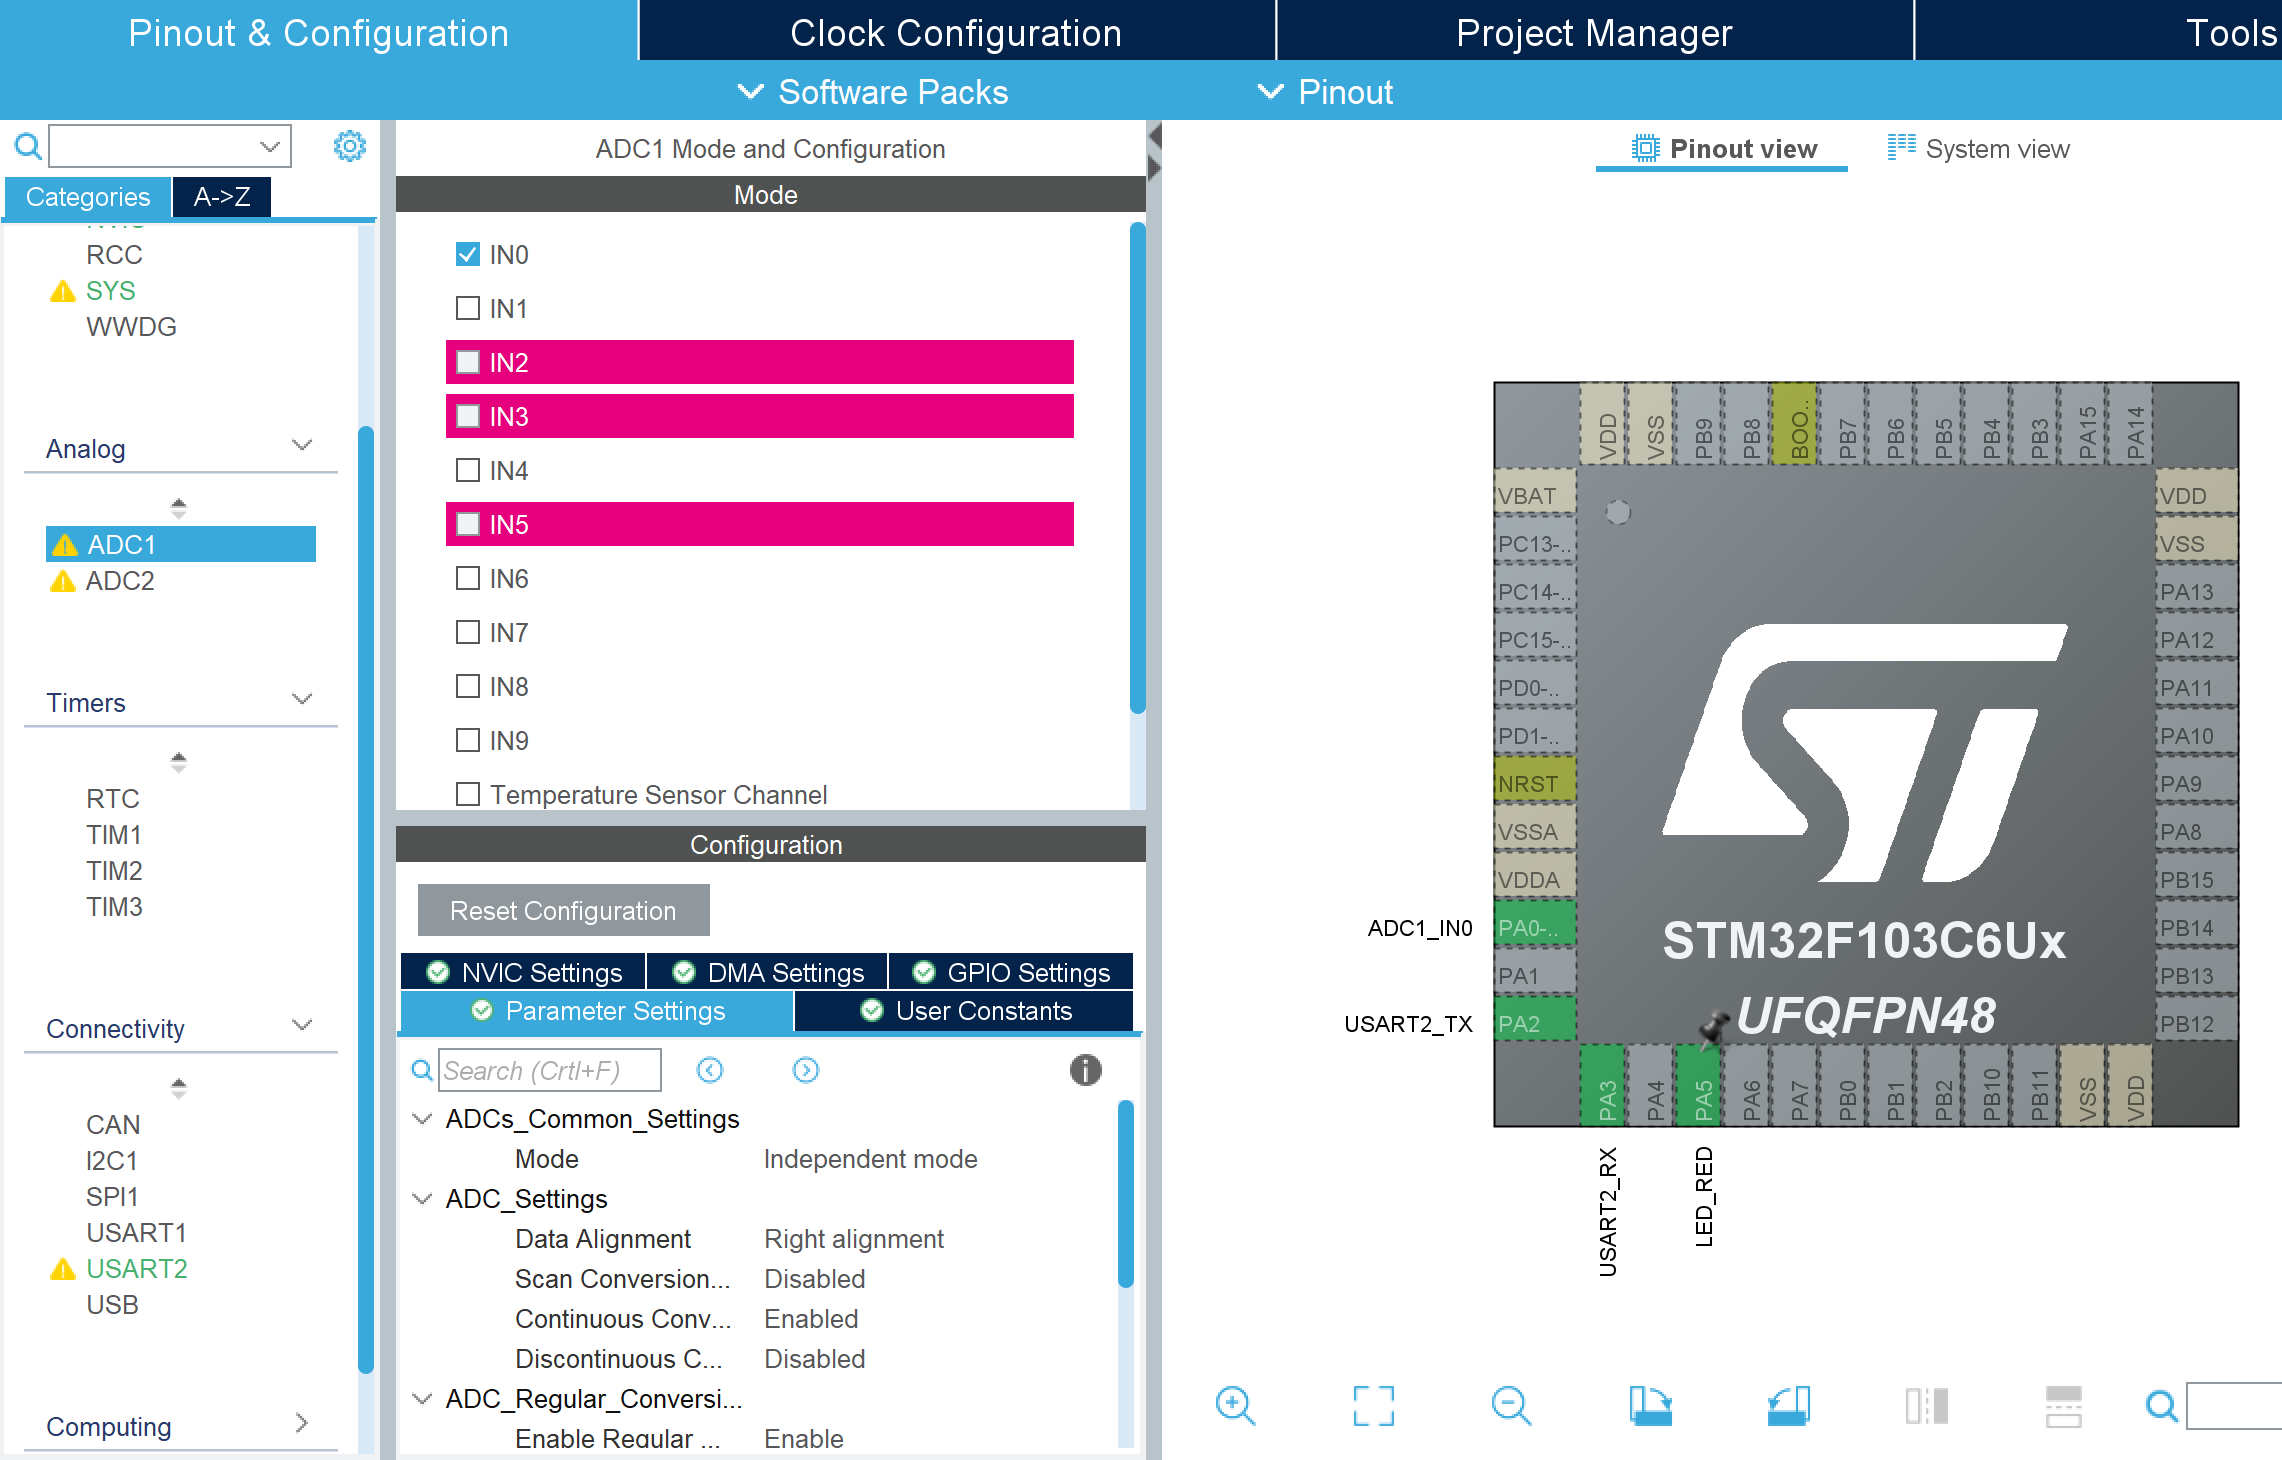 Pinout & Configuration
Clock Configuration
Project Manager
Tools
Software Packs
Pinout
Categories
A->Z
RCC
SYS
WWDG
Analog
ADC1
ADC2
Timers
RTC
TIM1
TIM2
TIM3
Connectivity
CAN
I2C1
SPI1
USART1
USART2
USB
Computing
ADC1 Mode and Configuration
Mode
IN0
IN1
IN2
IN3
IN4
IN5
IN6
IN7
IN8
IN9
Temperature Sensor Channel
Configuration
Reset Configuration
NVIC Settings
DMA Settings
GPIO Settings
Parameter Settings
User Constants
Search (Crtl+F)
ADCs_Common_Settings
Mode Independent mode
ADC_Settings
Data Alignment Right alignment
Scan Conversion... Disabled
Continuous Conv... Enabled
Discontinuous C... Disabled
ADC_Regular_Conversi...
Enable Regular ... Enable
Pinout view
System view
VDD
VSS
PB9
PB8
BOO..
PB7
PB6
PB5
PB4
PB3
PA15
PA14
VBAT
PC13-..
PC14-..
PC15-..
PD0-..
PD1-..
NRST
VSSA
VDDA
ADC1_IN0
PA0-..
PA1
USART2_TX
PA2
VDD
VSS
PA13
PA12
PA11
PA10
PA9
PA8
PB15
PB14
PB13
PB12
ST
STM32F103C6Ux
UFQFPN48
PA3
PA4
PA5
PA6
PA7
PB0
PB1
PB2
PB10
PB11
VSS
VDD
USART2_RX
LED_RED